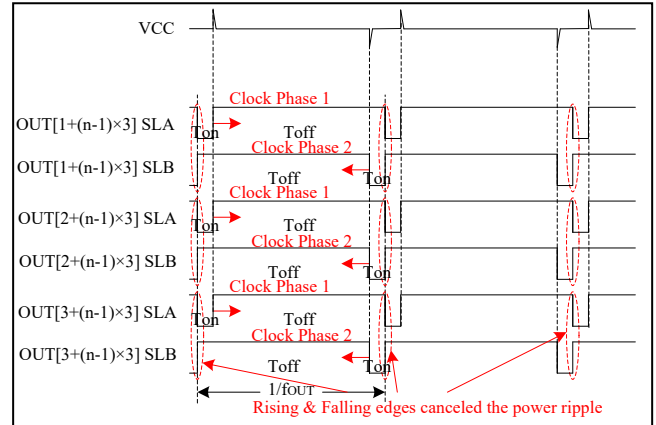 VCC
Clock Phase 1
OUT[1+(n-1)×3] SLA
Ton
Toff
Clock Phase 2
OUT[1+(n-1)×3] SLB
Toff
Ton
Clock Phase 1
OUT[2+(n-1)×3] SLA
Ton
Toff
Clock Phase 2
OUT[2+(n-1)×3] SLB
Toff
Ton
Clock Phase 1
OUT[3+(n-1)×3] SLA
Ton
Toff
Clock Phase 2
OUT[3+(n-1)×3] SLB
Toff
Ton
1/fOUT
Rising & Falling edges canceled the power ripple